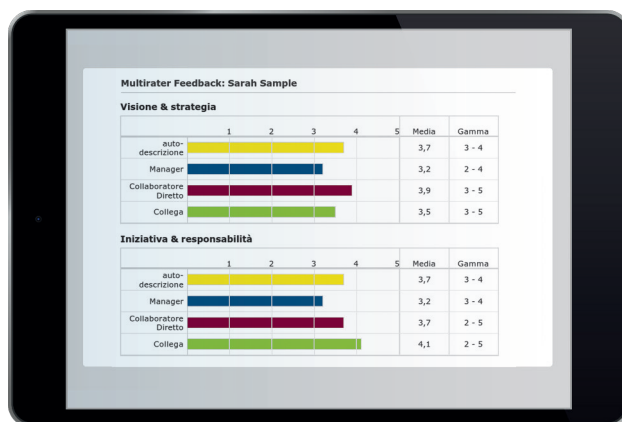 Multirater Feedback: Sarah Sample
Visione & strategia
1 2 3 4 5 Media Gamma
auto-
descrizione 3,7 3 - 4
Manager 3,2 2 - 4
Collaboratore
Diretto 3,9 3 - 5
Collega 3,5 3 - 5
Iniziativa & responsabilità
1 2 3 4 5 Media Gamma
auto-
descrizione 3,7 3 - 4
Manager 3,2 3 - 4
Collaboratore
Diretto 3,7 2 - 5
Collega 4,1 2 - 5